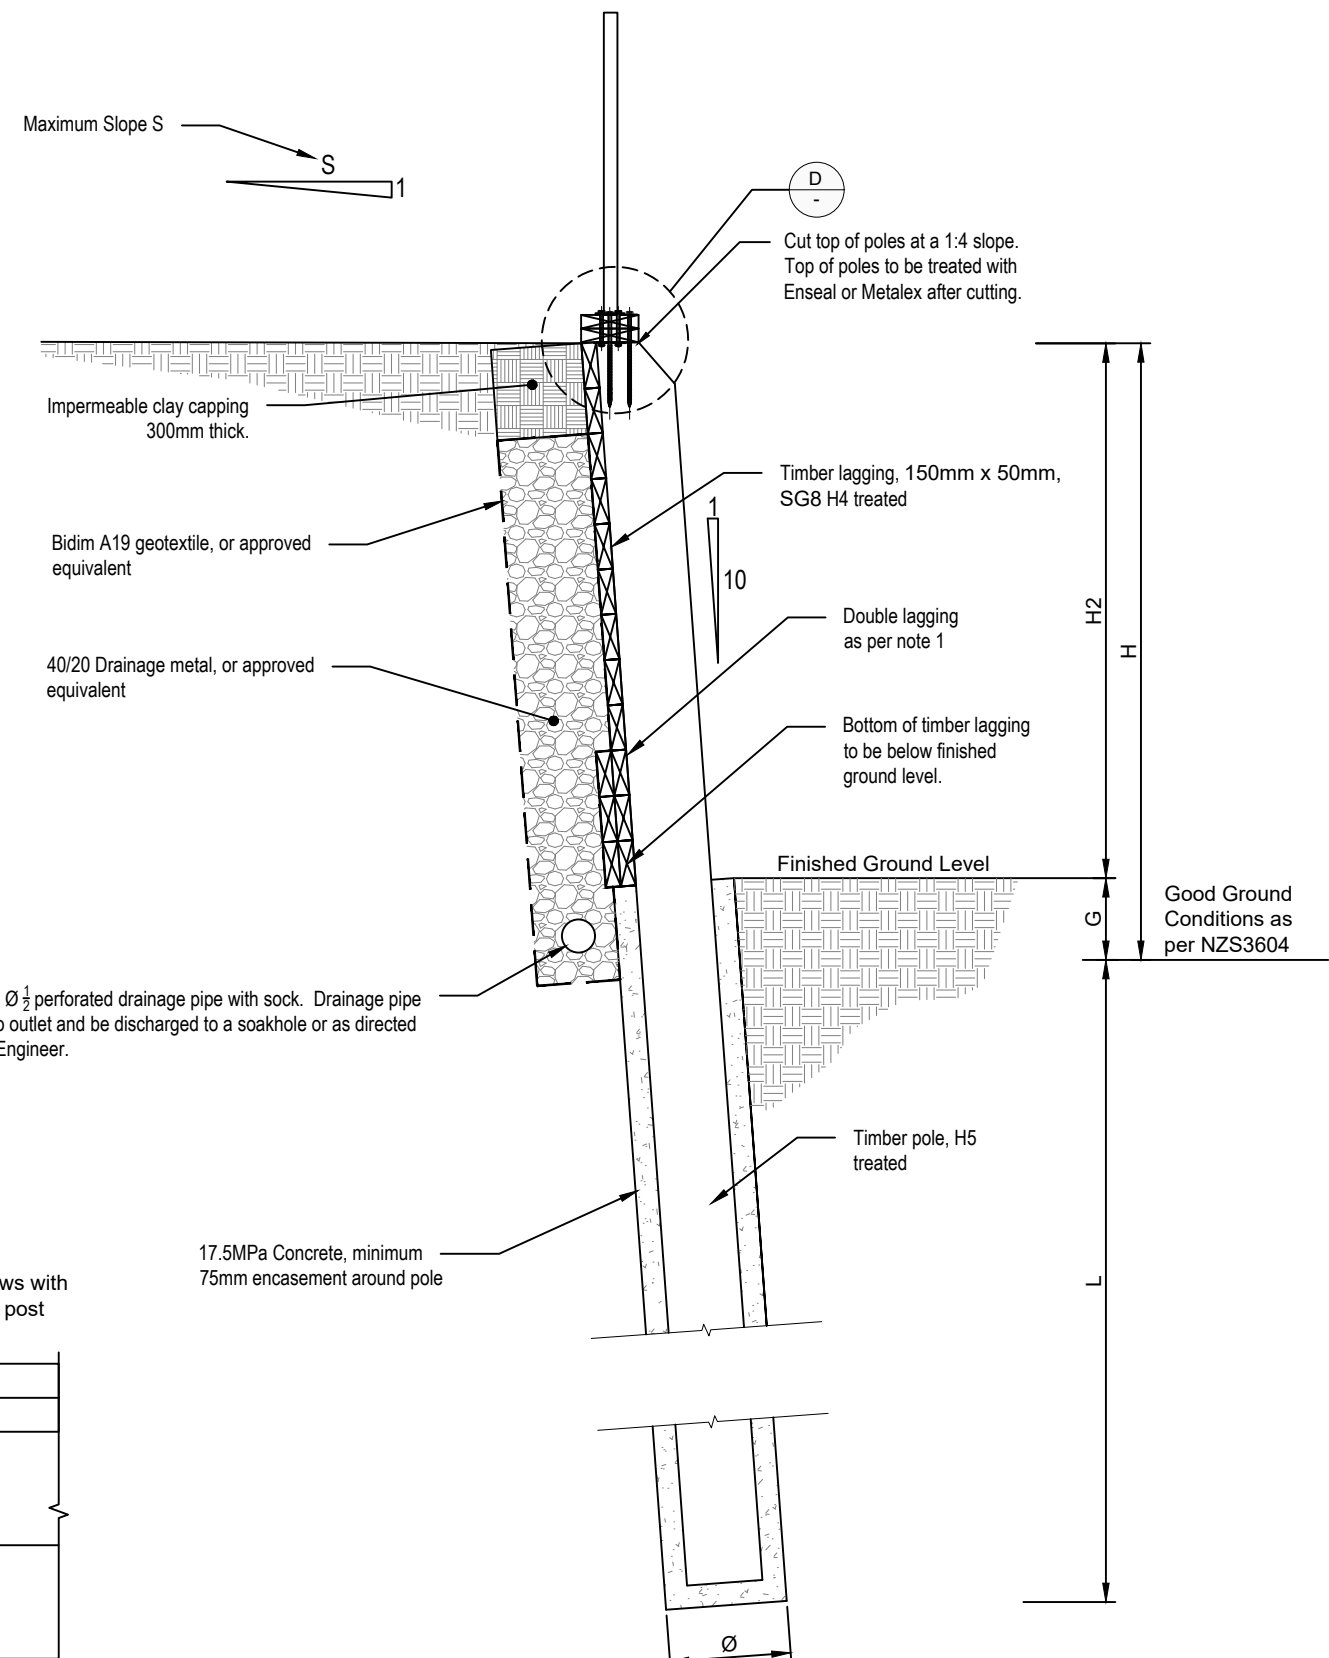 Maximum Slope S
S
1
D
-
Cut top of poles at a 1:4 slope.
Top of poles to be treated with
Enseal or Metalex after cutting.
Impermeable clay capping
300mm thick.
Timber lagging, 150mm x 50mm,
SG8 H4 treated
1
10
Bidim A19 geotextile, or approved
equivalent
H2
H
Double lagging
as per note 1
40/20 Drainage metal, or approved
equivalent
Bottom of timber lagging
to be below finished
ground level.
Finished Ground Level
G
Good Ground
Conditions as
per NZS3604
Ø ½ perforated drainage pipe with sock. Drainage pipe
o outlet and be discharged to a soakhole or as directed
Engineer.
Timber pole, H5
treated
17.5MPa Concrete, minimum
75mm encasement around pole
L
ws with
post
Ø